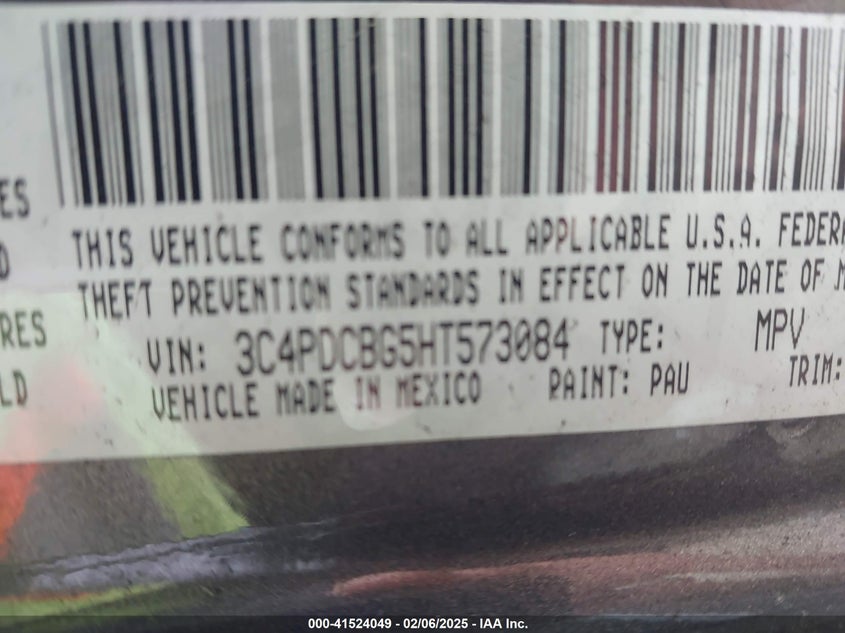 ES
D
RES
LD
THIS VEHICLE CONFORMS TO ALL APPLICABLE U.S.A. FEDERA
THEFT PREVENTION STANDARDS IN EFFECT ON THE DATE OF M
VIN: 3C4PDCBG5HT573084 TYPE: MPV
VEHICLE MADE IN MEXICO PAINT: PAU TRIM:
000-41524049 — 02/06/2025 - IAA Inc.